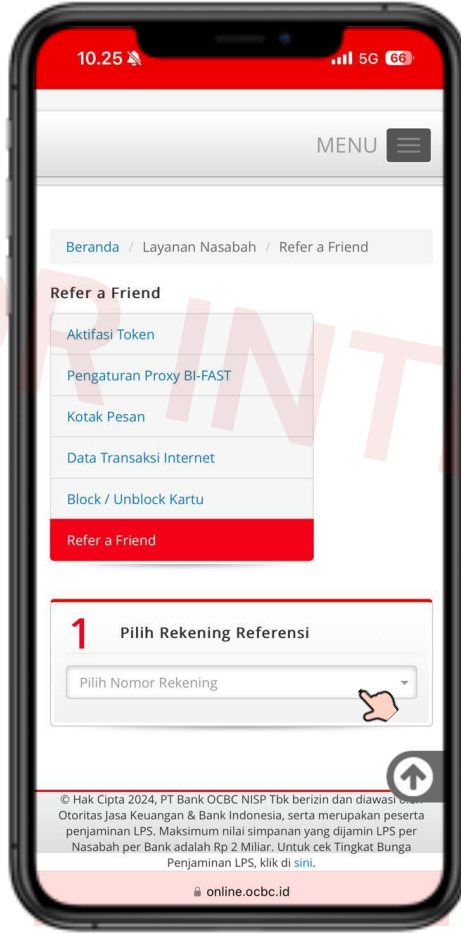 10.25
5G 66
MENU
Beranda / Layanan Nasabah / Refer a Friend
Refer a Friend
Aktifasi Token
Pengaturan Proxy BI-FAST
Kotak Pesan
Data Transaksi Internet
Block / Unblock Kartu
Refer a Friend
1 Pilih Rekening Referensi
Pilih Nomor Rekening
© Hak Cipta 2024, PT Bank OCBC NISP Tbk berizin dan diawasi
Otoritas Jasa Keuangan & Bank Indonesia, serta merupakan peserta
penjaminan LPS. Maksimum nilai simpanan yang dijamin LPS per
Nasabah per Bank adalah Rp 2 Miliar. Untuk cek Tingkat Bunga
Penjaminan LPS, klik di sini.
online.ocbc.id